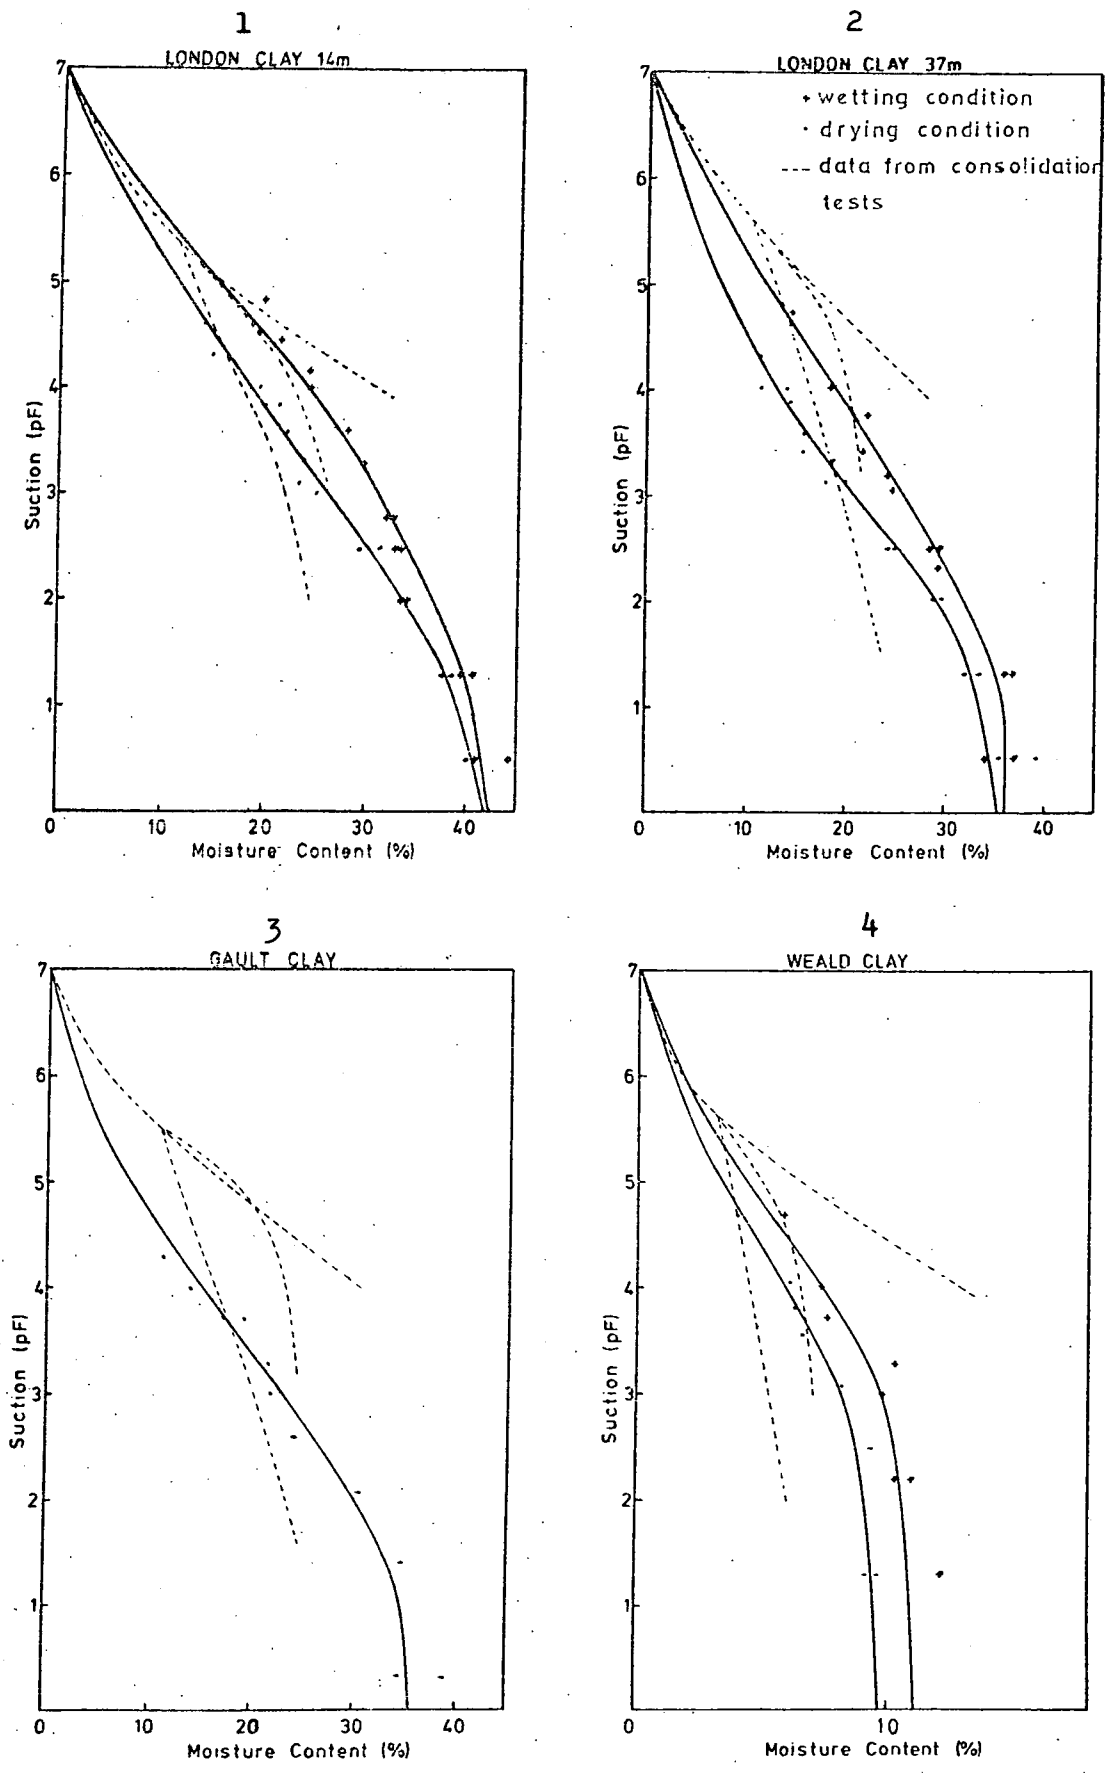 1
LONDON CLAY 14m
7
6
5
4
3
2
1
Suction (pF)
0 10 20 30 40
Moisture Content (%)
2
LONDON CLAY 37m
+ wetting condition
· drying condition
--- data from consolidation
tests
7
6
5
4
3
2
1
Suction (pF)
0 10 20 30 40
Moisture Content (%)
3
GAULT CLAY
7
6
5
4
3
2
1
Suction (pF)
0 10 20 30 40
Moisture Content (%)
4
WEALD CLAY
7
6
5
4
3
2
1
Suction (pF)
0 10
Moisture Content (%)